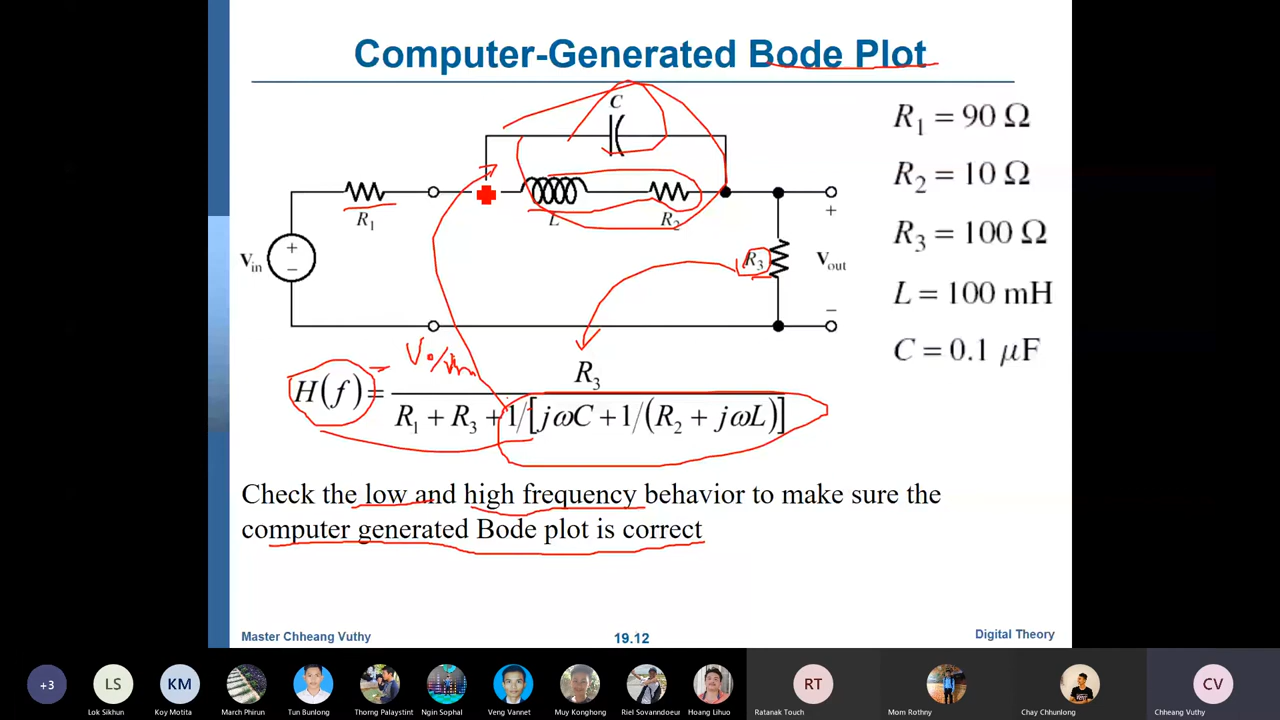 Computer-Generated Bode Plot
C
R1 = 90 Ω
R2 = 10 Ω
R3 = 100 Ω
L = 100 mH
C = 0.1 μF
R1
L
R2
+
Vin
+
−
R3
Vout
−
V o/Vin
H(f) = R3 / R1 + R3 + 1/[jωC + 1/(R2 + jωL)]
Check the low and high frequency behavior to make sure the
computer generated Bode plot is correct
Master Chheang Vuthy
19.12
Digital Theory
+3
LS
KM
RT
CV
Lok Sikhun
Koy Motita
March Phirun
Tun Bunlong
Thorng Palaystint
Ngin Sophal
Veng Vannet
Muy Konghong
Riel Sovanndoeur
Hoang Lihuo
Ratanak Touch
Mom Rothny
Chay Chhunlong
Chheang Vuthy